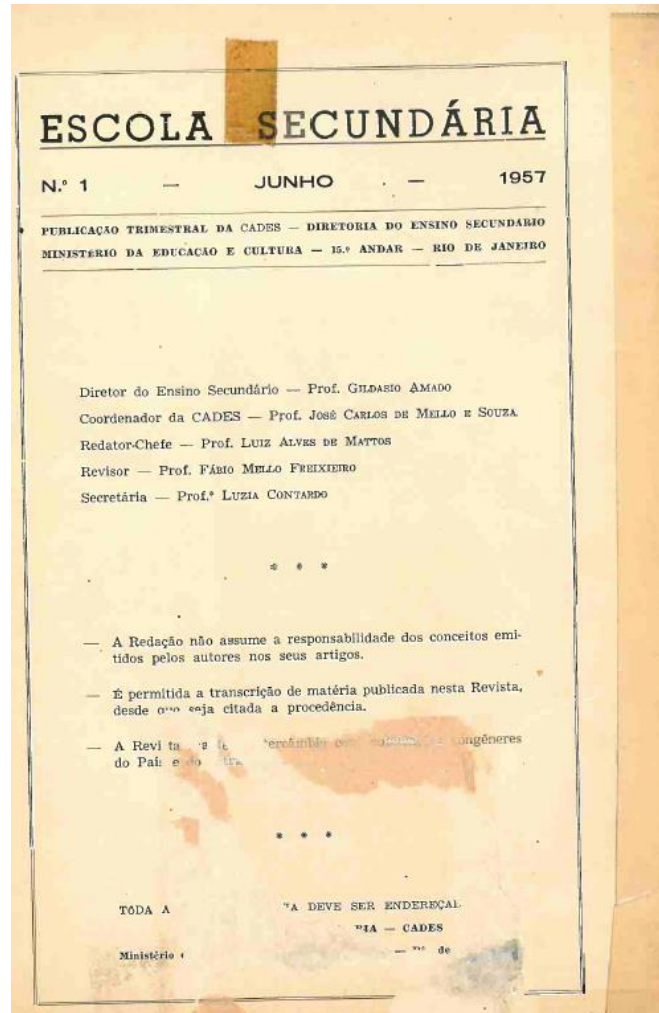 ESCOLA SECUNDÁRIA
N.º 1 — JUNHO — 1957
PUBLICAÇÃO TRIMESTRAL DA CADES — DIRETORIA DO ENSINO SECUNDÁRIO
MINISTÉRIO DA EDUCAÇÃO E CULTURA — 15.º ANDAR — RIO DE JANEIRO
Diretor do Ensino Secundário — Prof. GILDASIO AMADO
Coordenador da CADES — Prof. JOSÉ CARLOS DE MELLO E SOUZA
Redator-Chefe — Prof. LUIZ ALVES DE MATTOS
Revisor — Prof. FÁBIO MELLO FREIXIEIRO
Secretária — Prof.ª LUZIA CONTARDO
* * *
— A Redação não assume a responsabilidade dos conceitos emi-
tidos pelos autores nos seus artigos.
— É permitida a transcrição de matéria publicada nesta Revista,
desde que seja citada a procedência.
— A congêneres
do País e
* * *
TÔDA A DEVE SER
— CADES
Ministério de